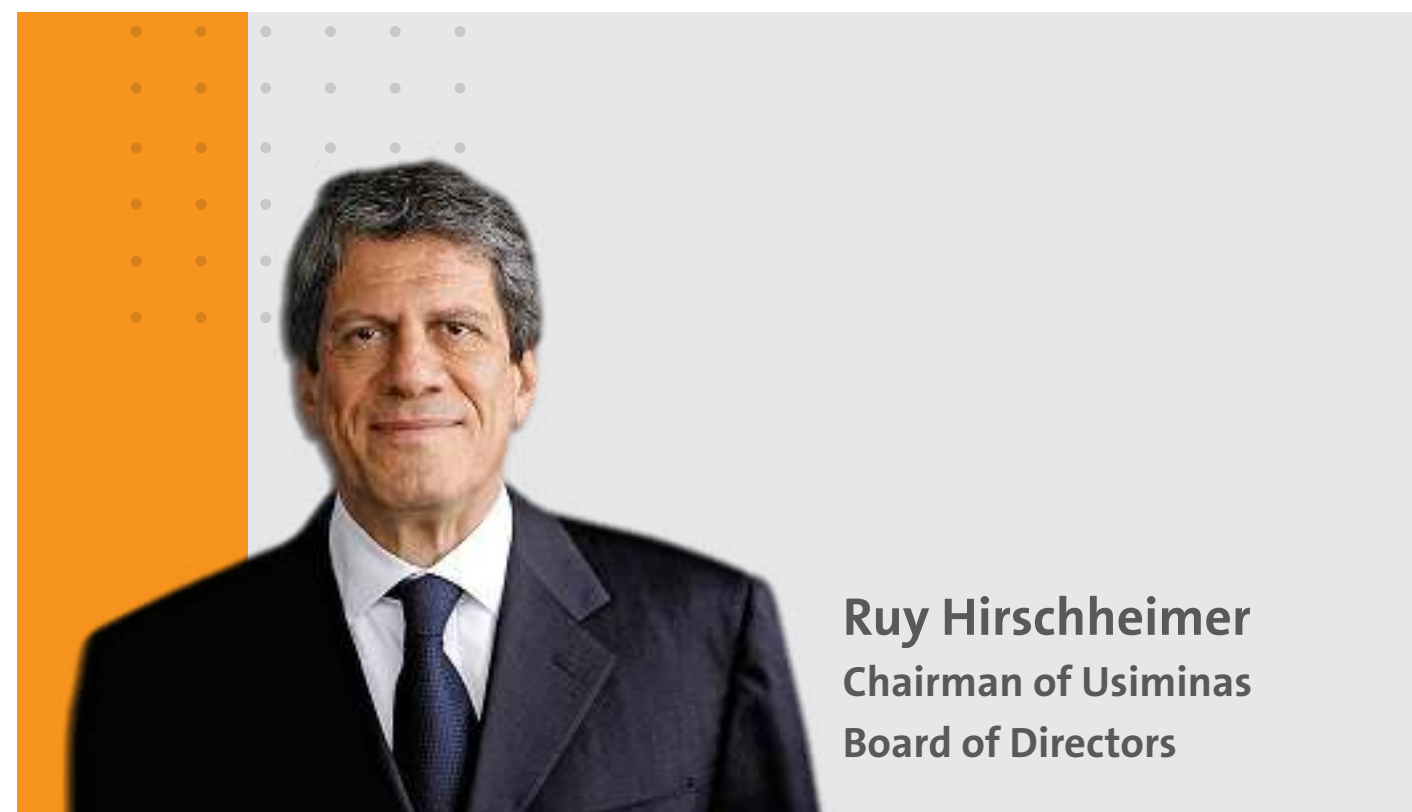 Ruy Hirschheimer
Chairman of Usiminas
Board of Directors